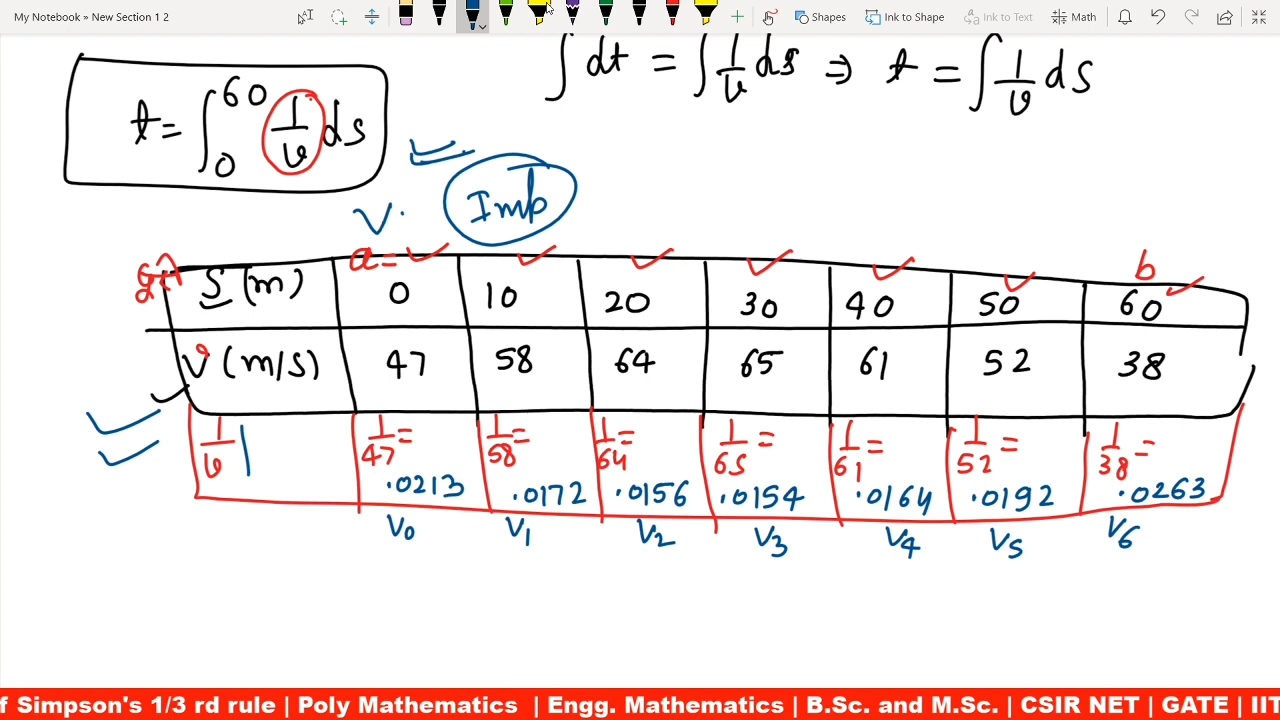 My Notebook » New Section 1 2
Shapes
Ink to Shape
Ink to Text
Math
∫dt = ∫1/v ds ⇒ t = ∫1/v ds
t = ∫₀⁶⁰ 1/v ds
Imp
V.
a=
b
S (m) 0 10 20 30 40 50 60
v (m/s) 47 58 64 65 61 52 38
1/v 1/47= 1/58= 1/64= 1/65= 1/61= 1/52= 1/38=
.0213 .0172 .0156 .0154 .0164 .0192 .0263
V₀ V₁ V₂ V₃ V₄ V₅ V₆
f Simpson's 1/3 rd rule | Poly Mathematics | Engg. Mathematics | B.Sc. and M.Sc. | CSIR NET | GATE | IIT